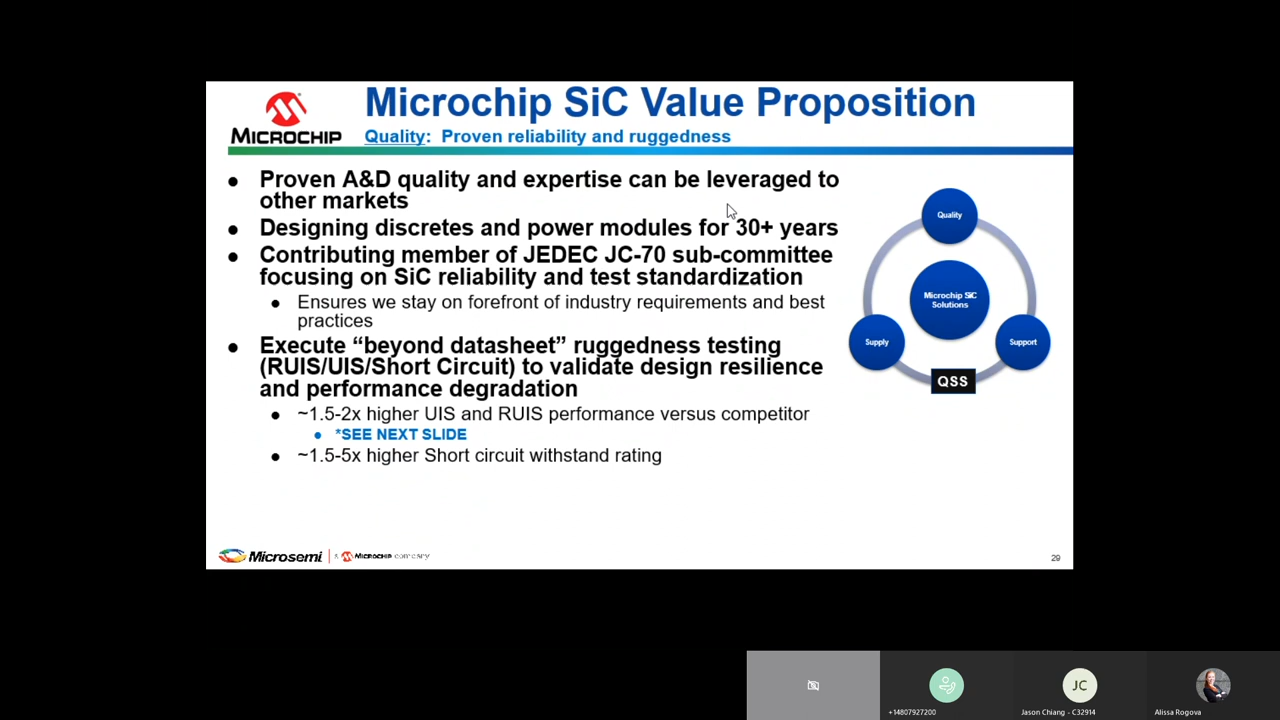 Microchip SiC Value Proposition
MICROCHIP
Quality: Proven reliability and ruggedness
● Proven A&D quality and expertise can be leveraged to
other markets
● Designing discretes and power modules for 30+ years
● Contributing member of JEDEC JC-70 sub-committee
focusing on SiC reliability and test standardization
● Ensures we stay on forefront of industry requirements and best
practices
● Execute “beyond datasheet” ruggedness testing
(RUIS/UIS/Short Circuit) to validate design resilience
and performance degradation
● ~1.5-2x higher UIS and RUIS performance versus competitor
● *SEE NEXT SLIDE
● ~1.5-5x higher Short circuit withstand rating
Quality
Microchip SiC
Solutions
Supply
Support
QSS
Microsemi | a MICROCHIP company
29
JC
+14807927200
Jason Chiang - C32914
Alissa Rogova